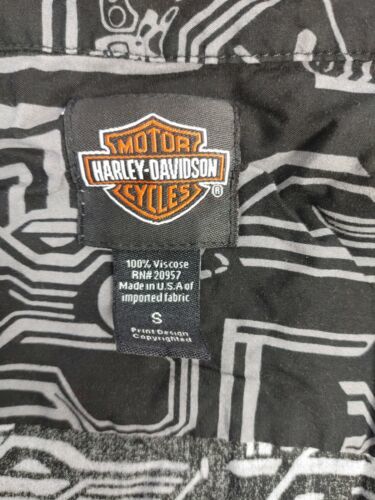 MOTOR
HARLEY-DAVIDSON
CYCLES
®
100% Viscose
RN# 20957
Made in U.S.A of
imported fabric
S
Print Design
Copyrighted